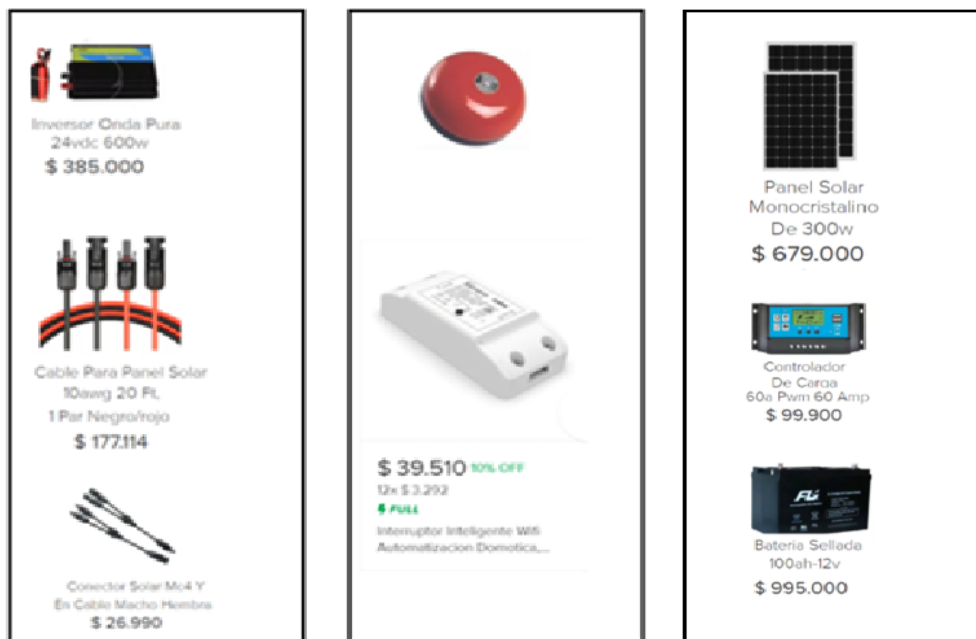 Inversor Onda Pura
24vdc 600w
$ 385.000
Cable Para Panel Solar
10awg 20 Ft,
1 Par Negro/rojo
$ 177.114
Conector Solar Mc4 Y
En Cable Macho Hembra
$ 26.990
$ 39.510 10% OFF
12x $ 3.292
FULL
Interruptor Inteligente Wifi
Automatizacion Domotica,...
Panel Solar
Monocristalino
De 300w
$ 679.000
Controlador
De Carga
60a Pwm 60 Amp
$ 99.900
FL
Bateria Sellada
100ah-12v
$ 995.000